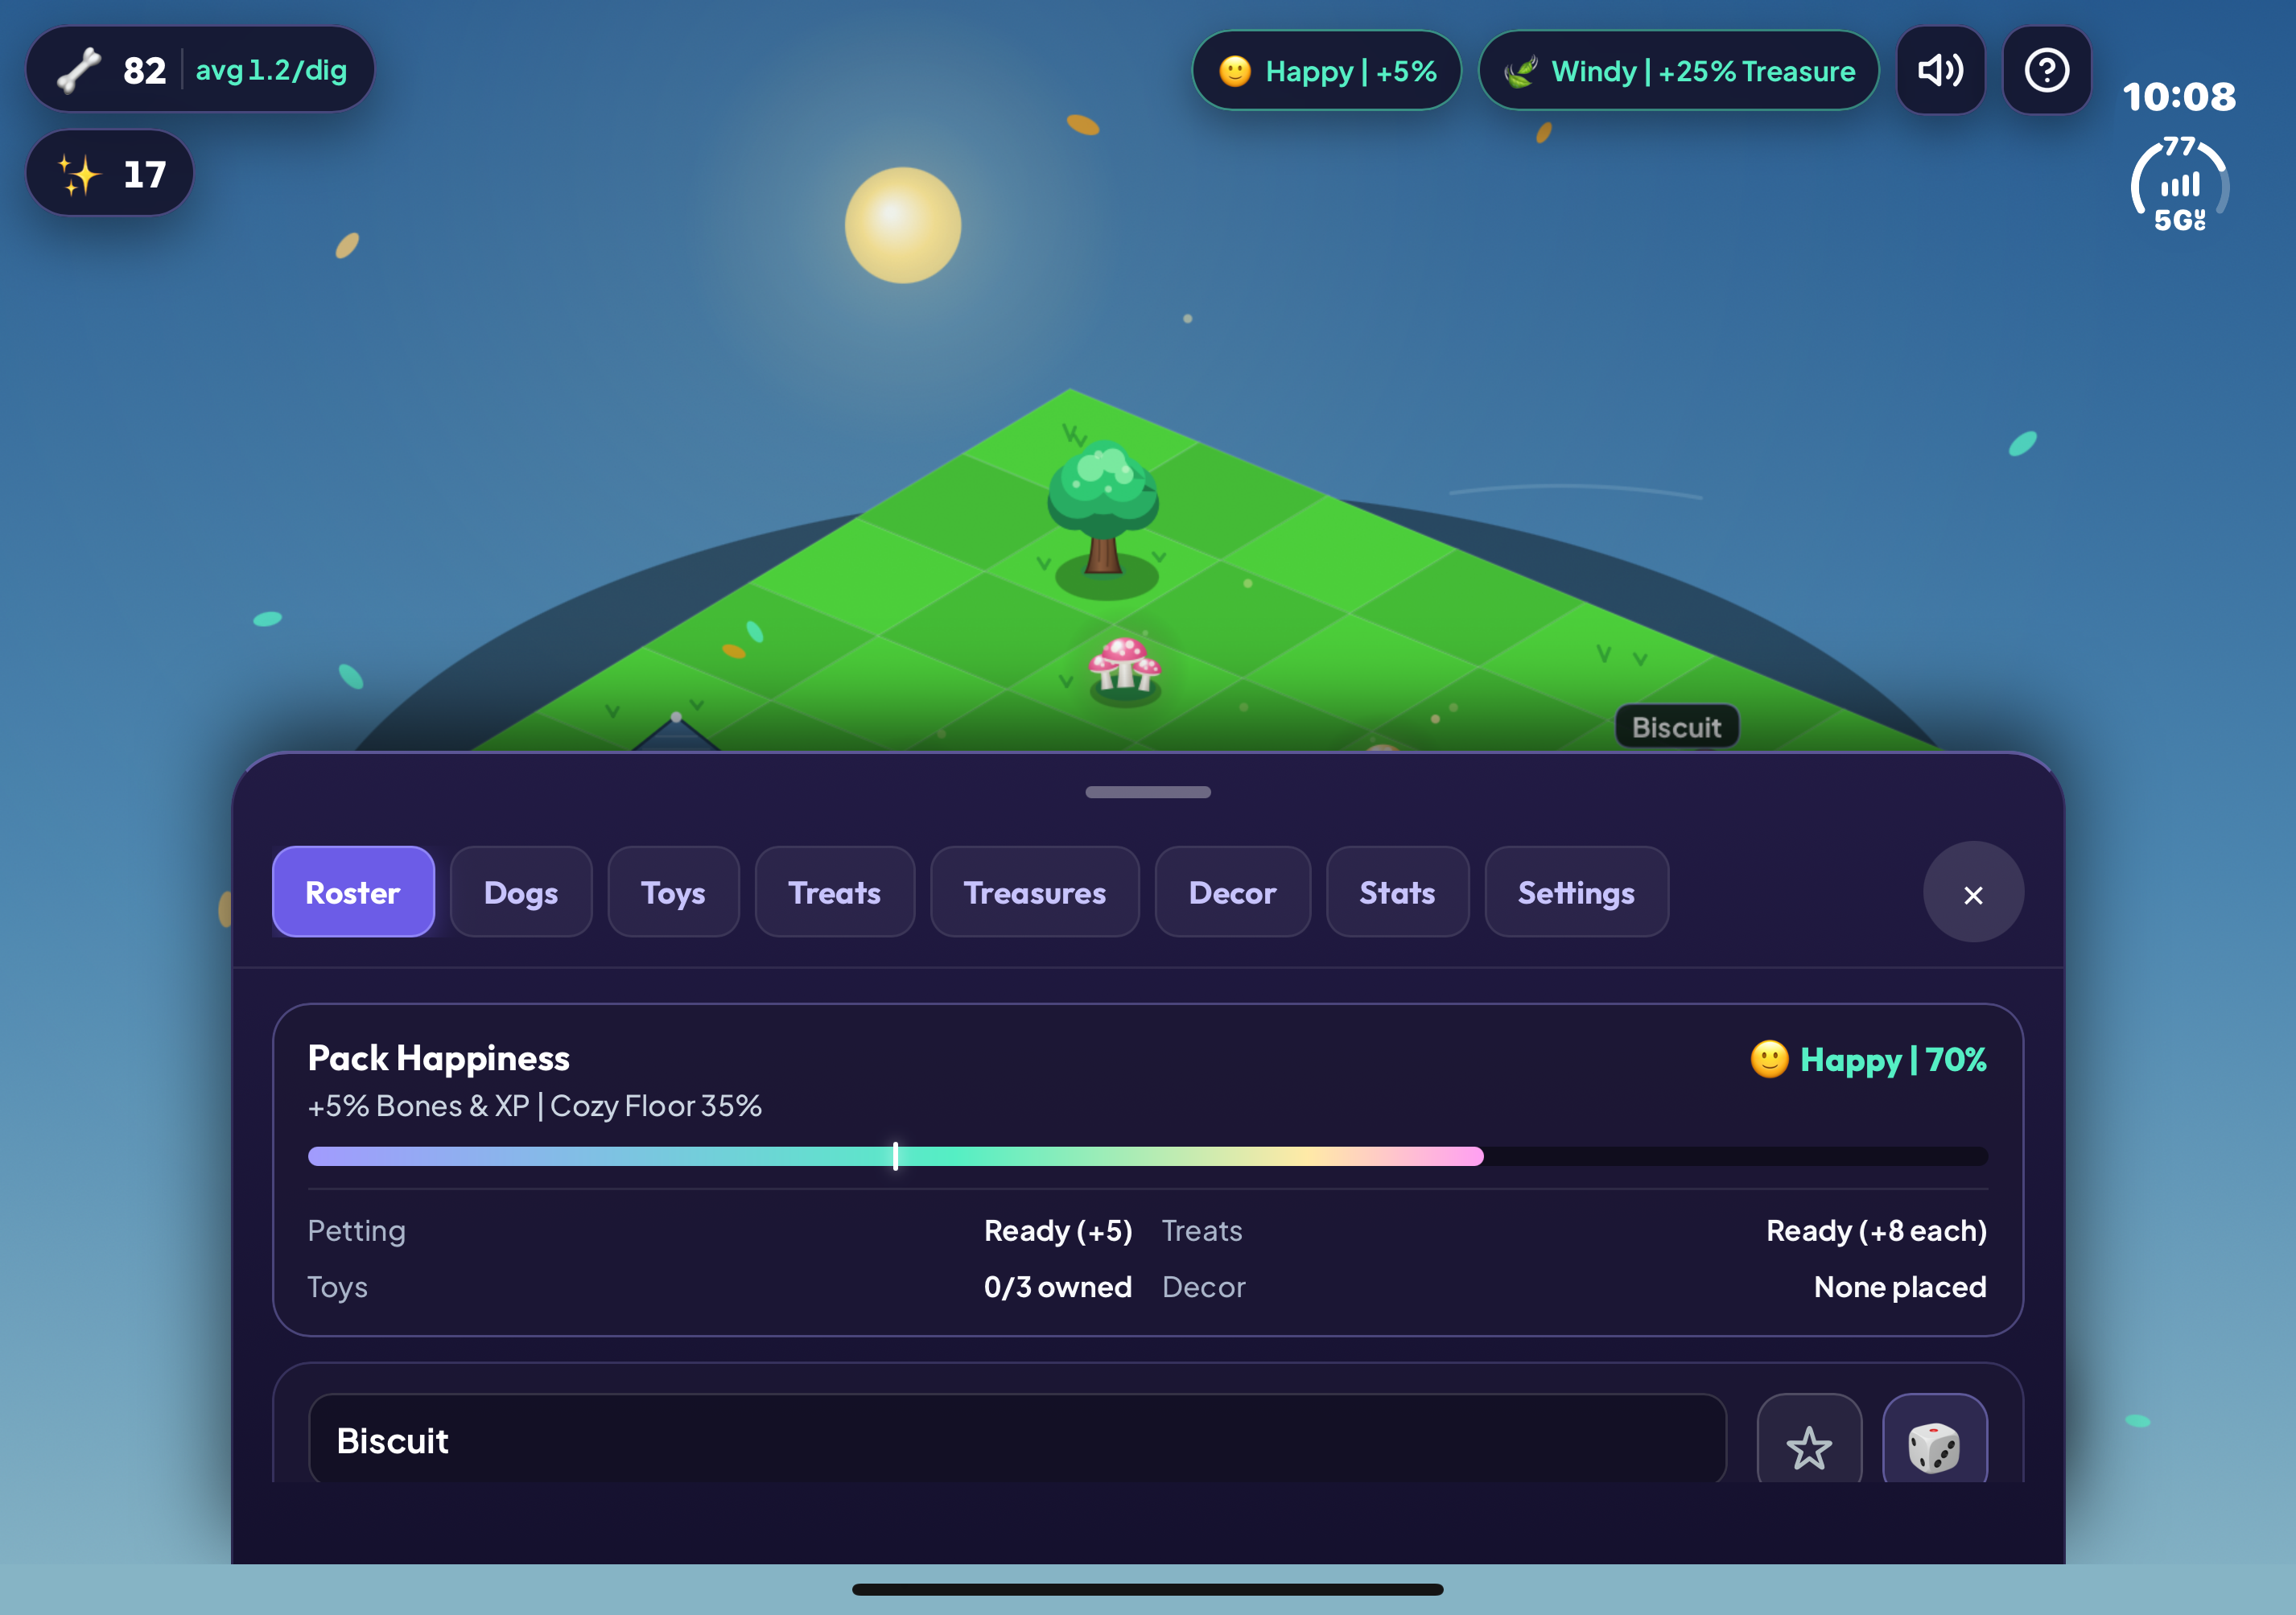 82 avg 1.2/dig
17
Happy | +5%
Windy | +25% Treasure
10:08
77
5GUC
Biscuit
Roster Dogs Toys Treats Treasures Decor Stats Settings ×
Pack Happiness
Happy | 70%
+5% Bones & XP | Cozy Floor 35%
Petting Ready (+5) Treats Ready (+8 each)
Toys 0/3 owned Decor None placed
Biscuit